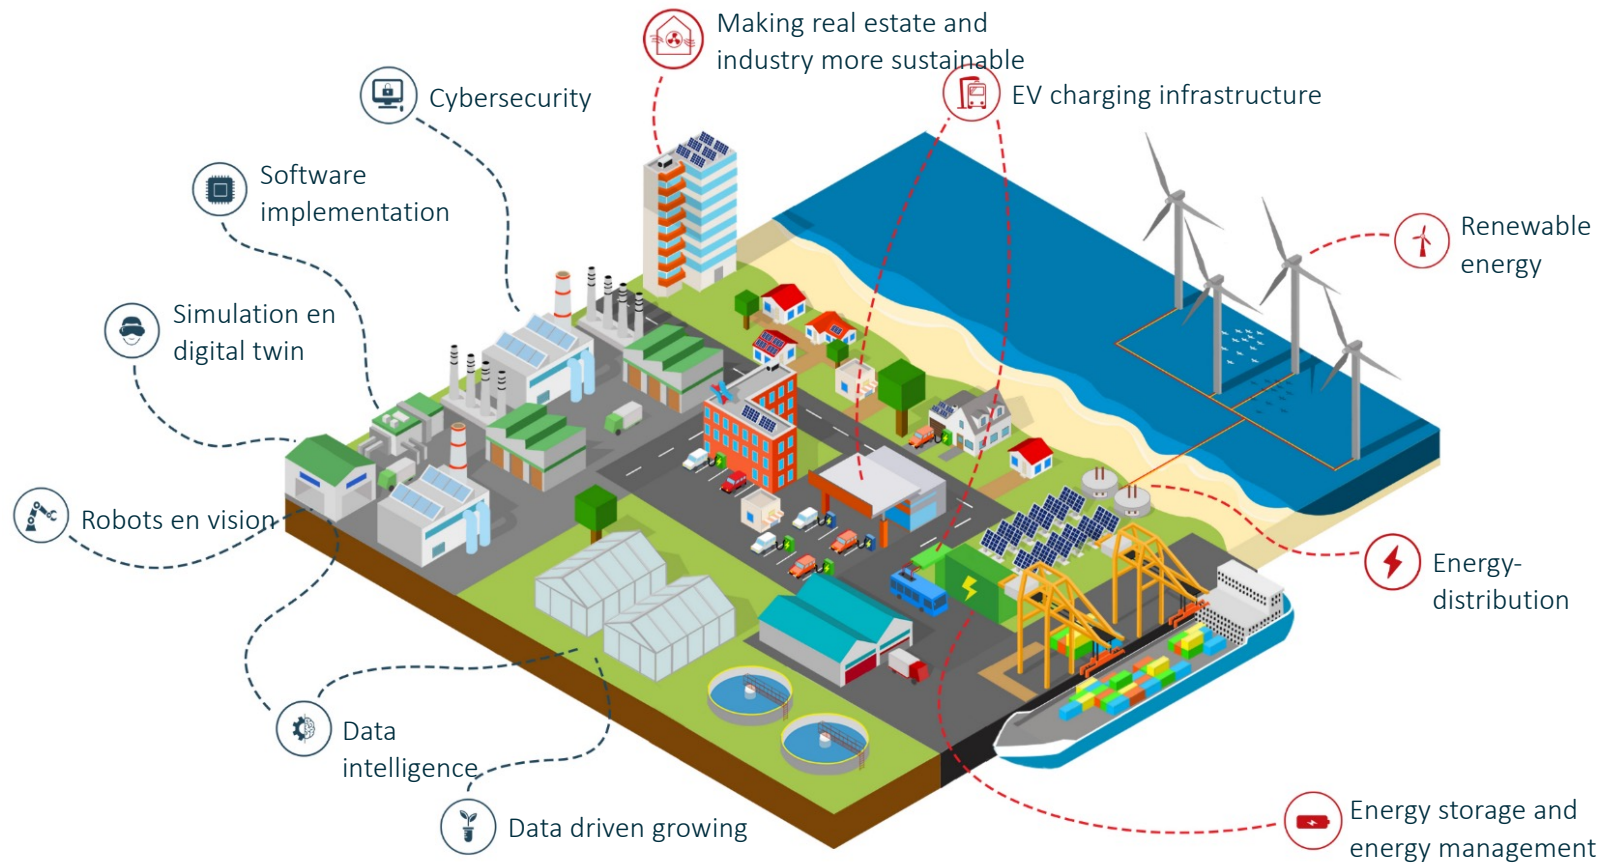 Making real estate and
industry more sustainable
Cybersecurity
EV charging infrastructure
Software
implementation
Renewable
energy
Simulation en
digital twin
Robots en vision
Energy-
distribution
Data
intelligence
Data driven growing
Energy storage and
energy management